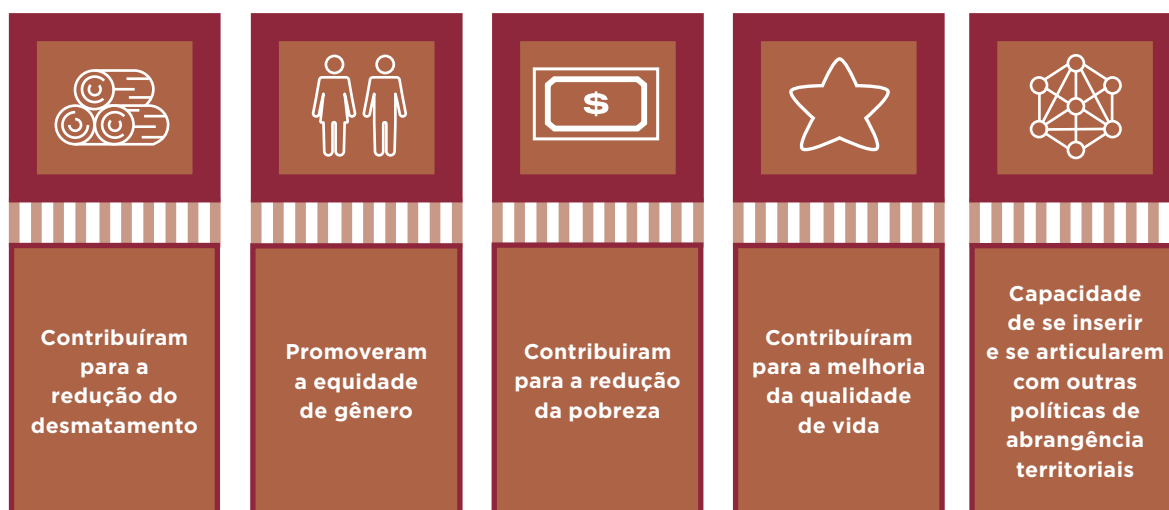 $
Contribuíram
para a
redução do
desmatamento
Promoveram
a equidade
de gênero
Contribuiram
para a redução
da pobreza
Contribuíram
para a melhoria
da qualidade
de vida
Capacidade
de se inserir
e se articularem
com outras
políticas de
abrangência
territoriais